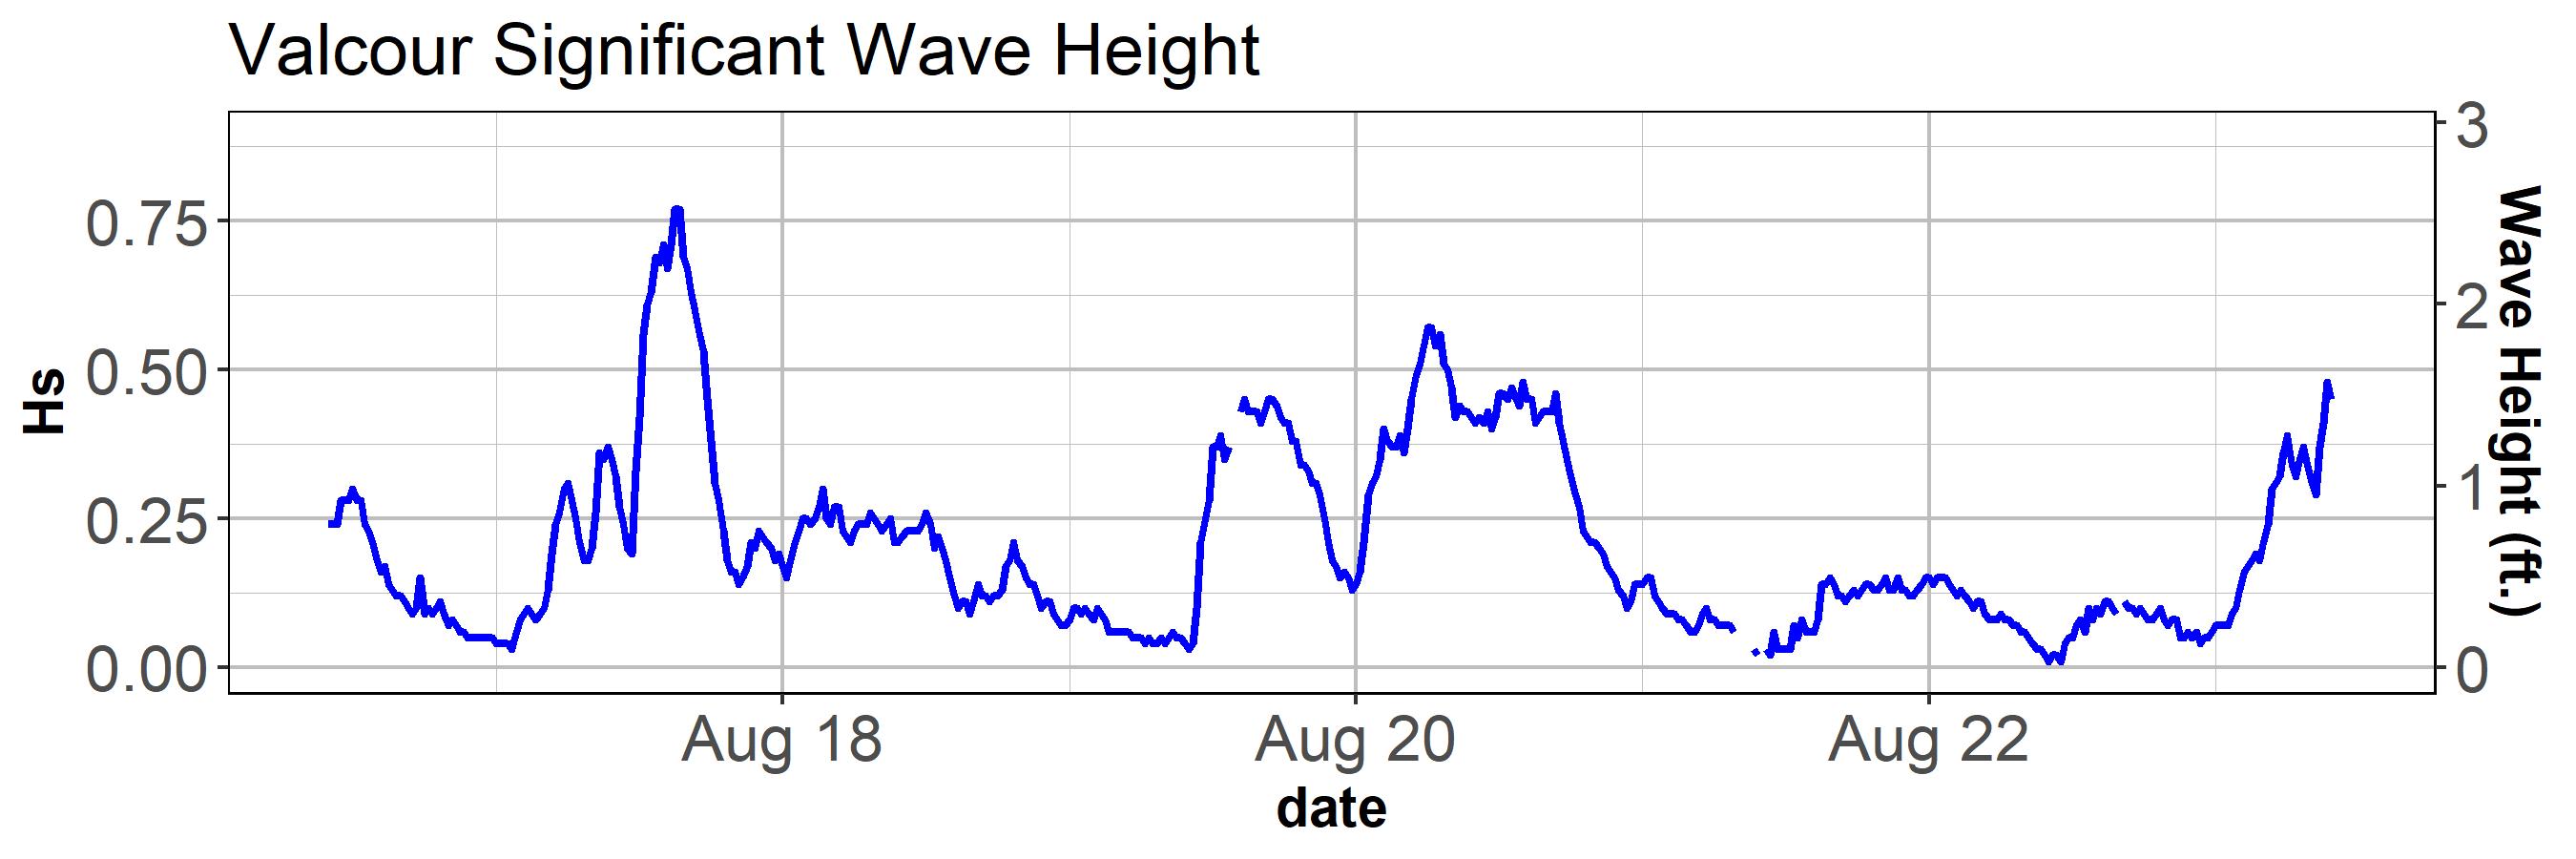 Valcour Significant Wave Height
Hs
0.75
0.50
0.25
0.00
3
2
1
0
Wave Height (ft.)
Aug 18
Aug 20
Aug 22
date